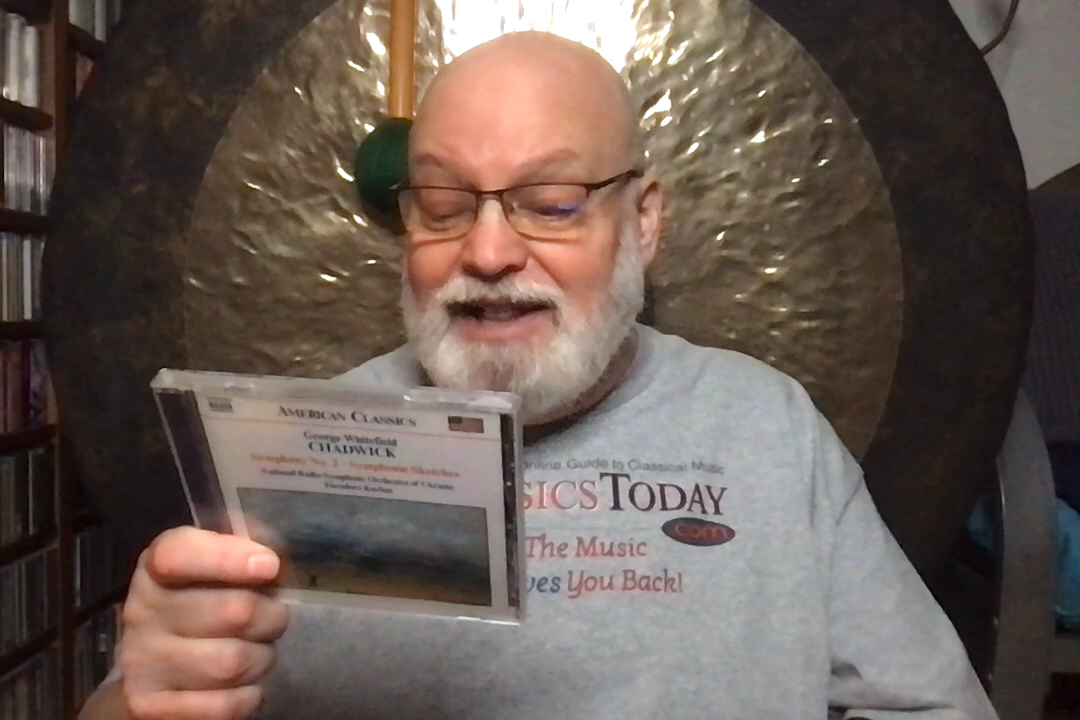 NAXOS
AMERICAN CLASSICS
George Whitefield
CHADWICK
Symphony No. 2 · Symphonic Sketches
National Radio Symphony Orchestra of Ukraine
Theodore Kuchar
Online Guide to Classical Music
SICSTODAY
.com
The Music
ves You Back!